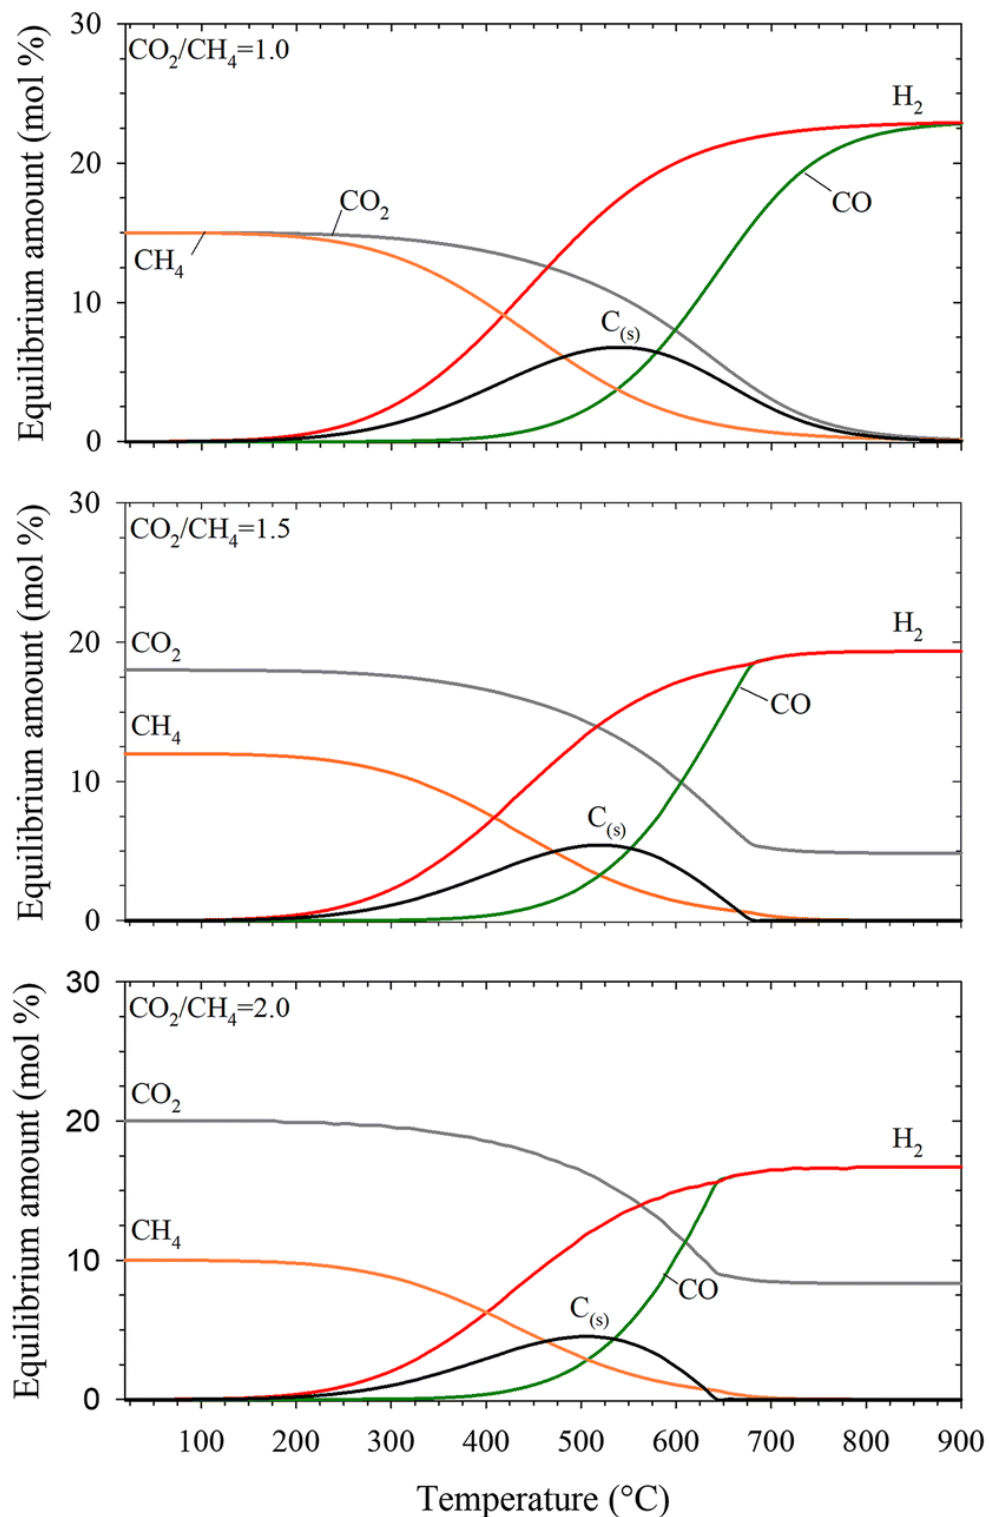 Equilibrium amount (mol %)
30
20
10
0
CO₂/CH₄=1.0
H₂
CO₂
CO
CH₄
C₍ₛ₎
Equilibrium amount (mol %)
30
20
10
0
CO₂/CH₄=1.5
H₂
CO₂
CO
CH₄
C₍ₛ₎
Equilibrium amount (mol %)
30
20
10
0
CO₂/CH₄=2.0
CO₂
H₂
CH₄
CO
C₍ₛ₎
100 200 300 400 500 600 700 800 900
Temperature (°C)